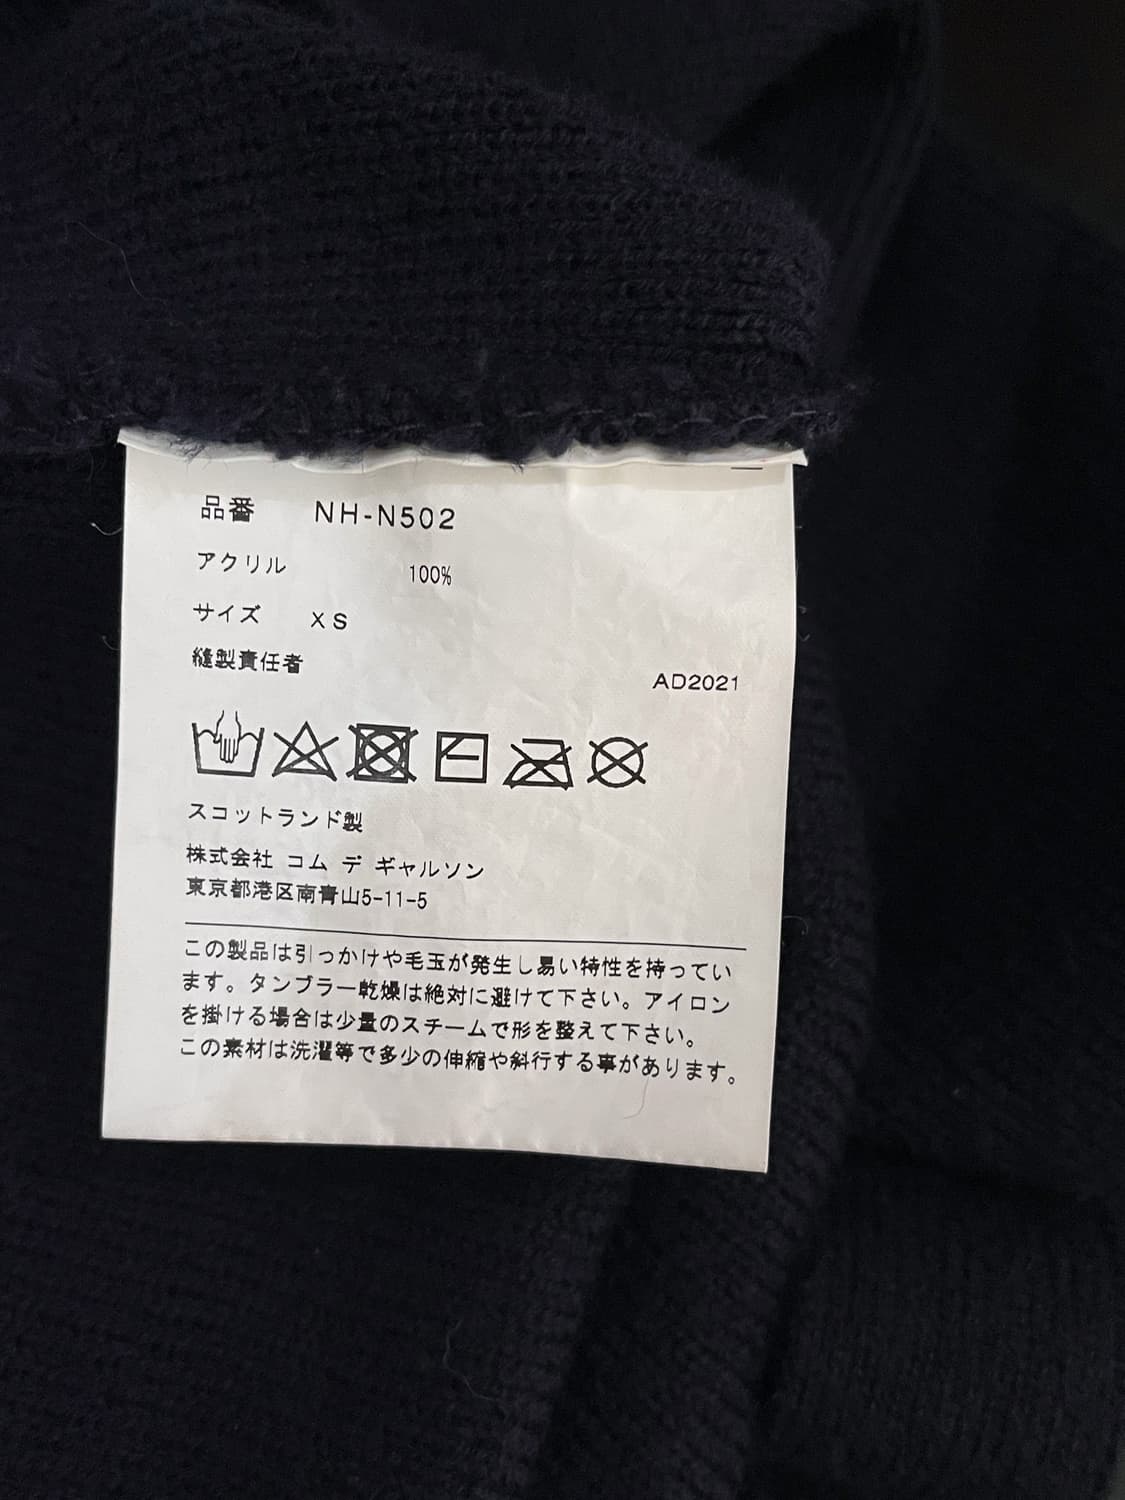 品番 NH-N502
アクリル 100%
サイズ XS
縫製責任者
AD2021
スコットランド製
株式会社 コム デ ギャルソン
東京都港区南青山5-11-5
この製品は引っかけや毛玉が発生し易い特性を持ってい
ます。タンブラー乾燥は絶対に避けて下さい。アイロン
を掛ける場合は少量のスチームで形を整えて下さい。
この素材は洗濯等で多少の伸縮や斜行する事があります。